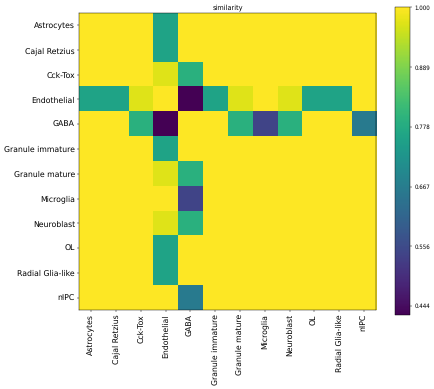 similarity
Astrocytes
Cajal Retzius
Cck-Tox
Endothelial
GABA
Granule immature
Granule mature
Microglia
Neuroblast
OL
Radial Glia-like
nIPC
Astrocytes
Cajal Retzius
Cck-Tox
Endothelial
GABA
Granule immature
Granule mature
Microglia
Neuroblast
OL
Radial Glia-like
nIPC
1.000
0.889
0.778
0.667
0.556
0.444